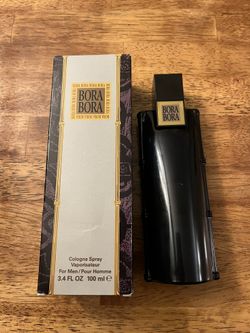 BORA
BORA
BORA
BORA
Cologne Spray
Vaporisateur
For Men/Pour Homme
3.4 FL OZ 100 ml ℮